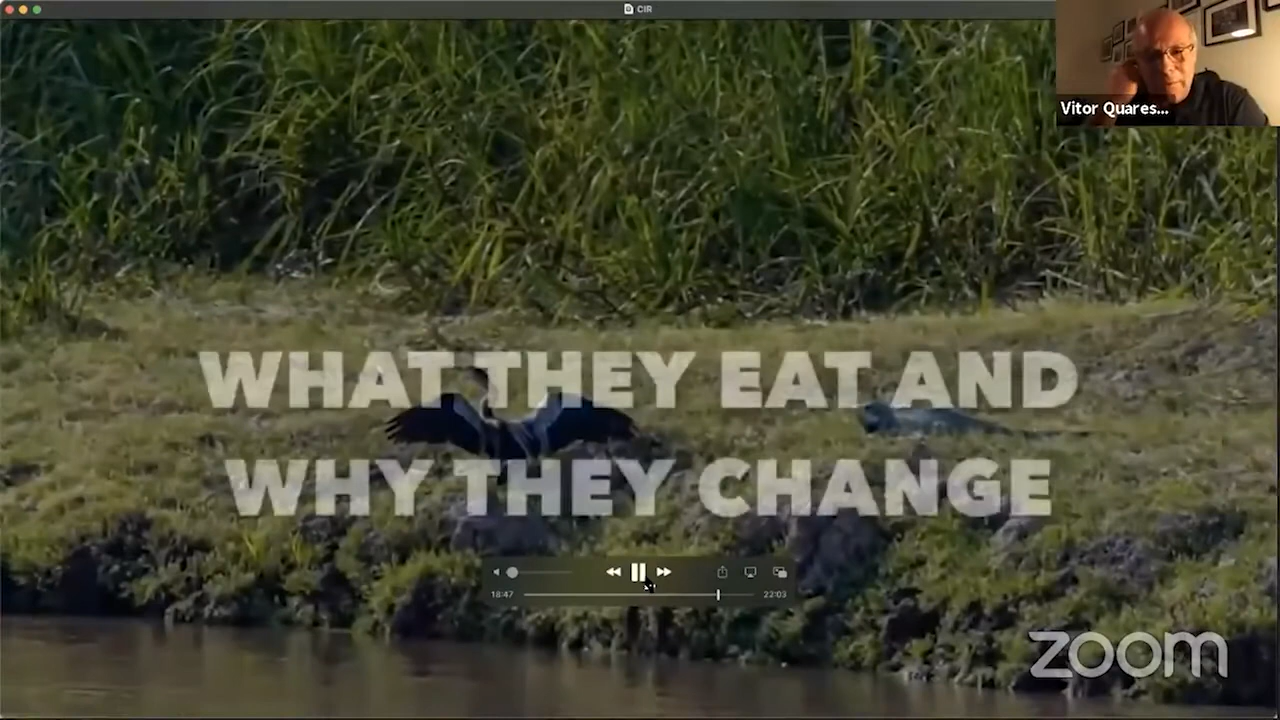 CIR
Vitor Quares...
WHAT THEY EAT AND
WHY THEY CHANGE
18:47
22:03
zoom